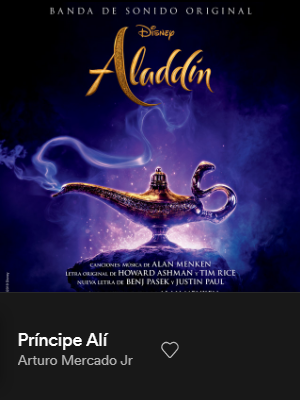 BANDA DE SONIDO ORIGINAL
Disney
Aladdín
CANCIONES: MÚSICA DE ALAN MENKEN
LETRA ORIGINAL DE HOWARD ASHMAN Y TIM RICE
NUEVA LETRA DE BENJ PASEK Y JUSTIN PAUL
Príncipe Alí
Arturo Mercado Jr